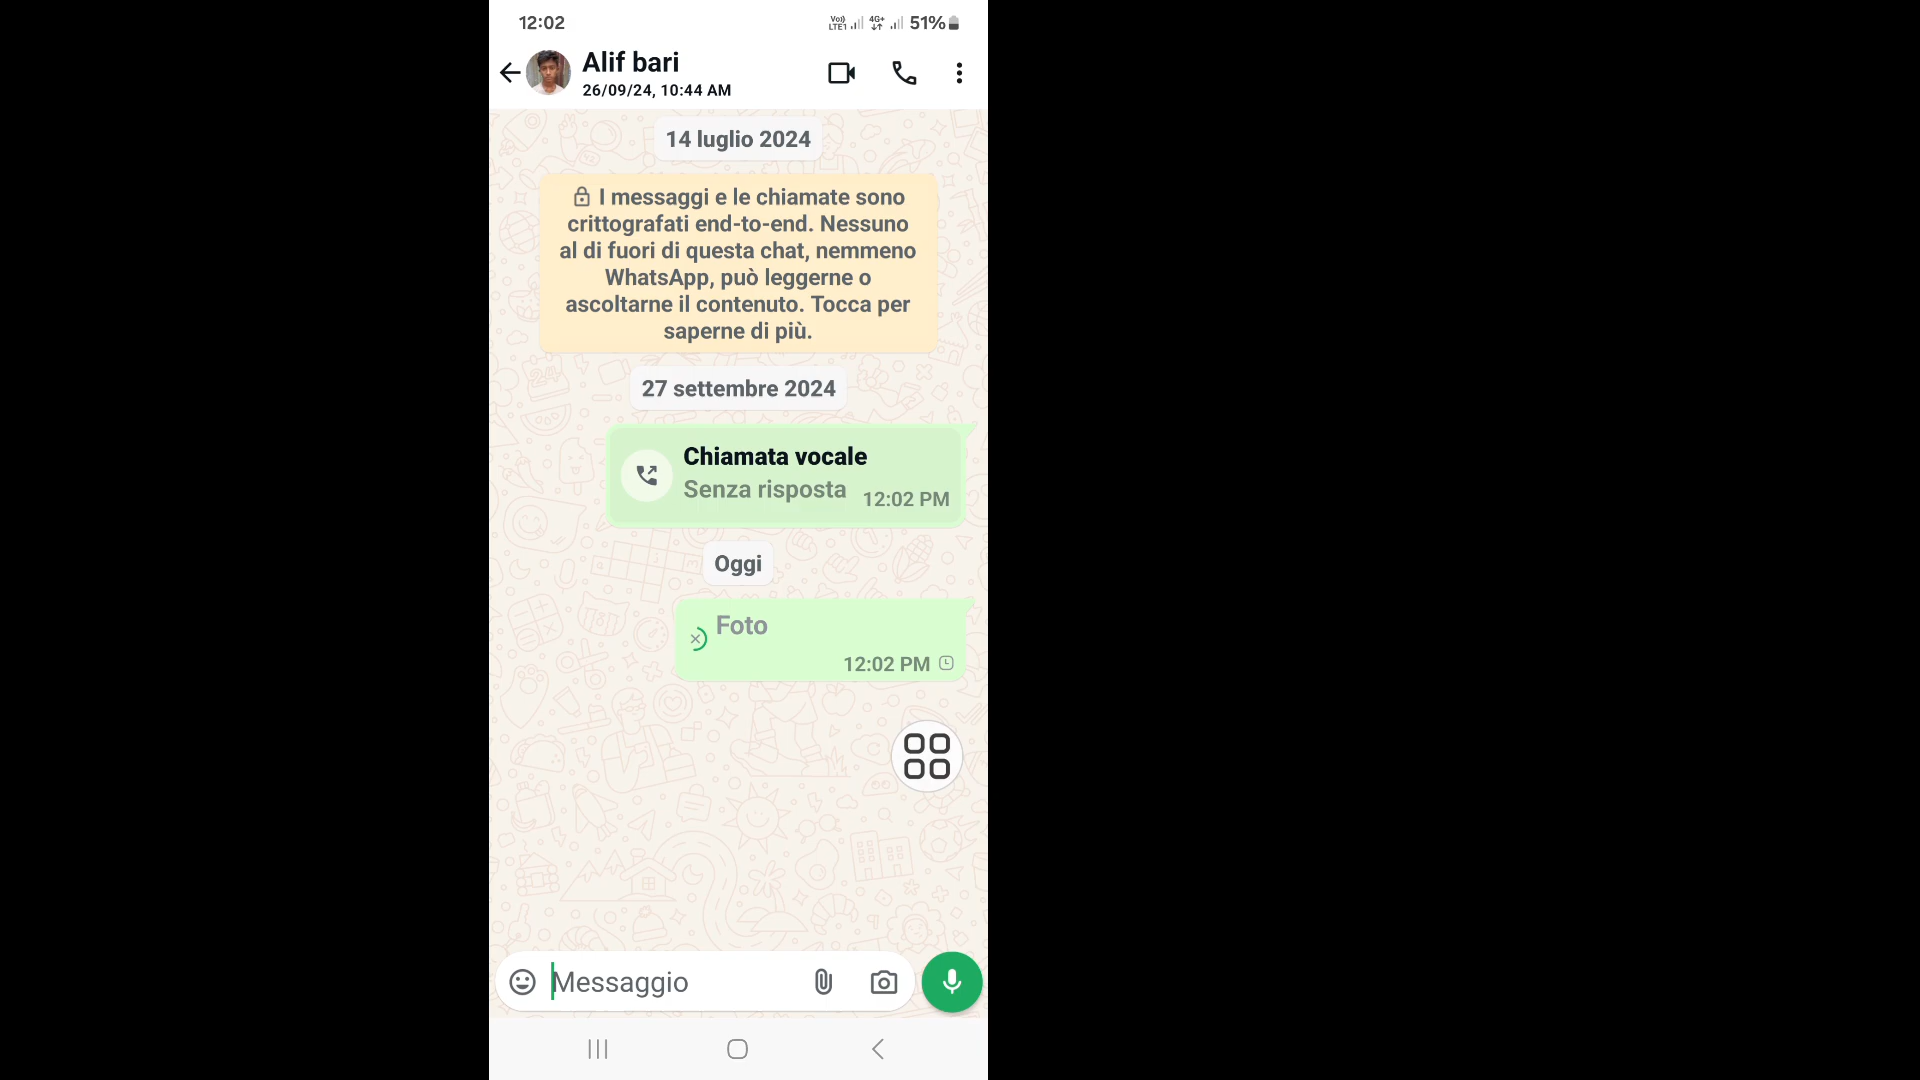 12:02
Vo)) LTE1 4G+ 51%
Alif bari
26/09/24, 10:44 AM
14 luglio 2024
I messaggi e le chiamate sono
crittografati end-to-end. Nessuno
al di fuori di questa chat, nemmeno
WhatsApp, può leggerne o
ascoltarne il contenuto. Tocca per
saperne di più.
27 settembre 2024
Chiamata vocale
Senza risposta 12:02 PM
Oggi
Foto
12:02 PM
Messaggio